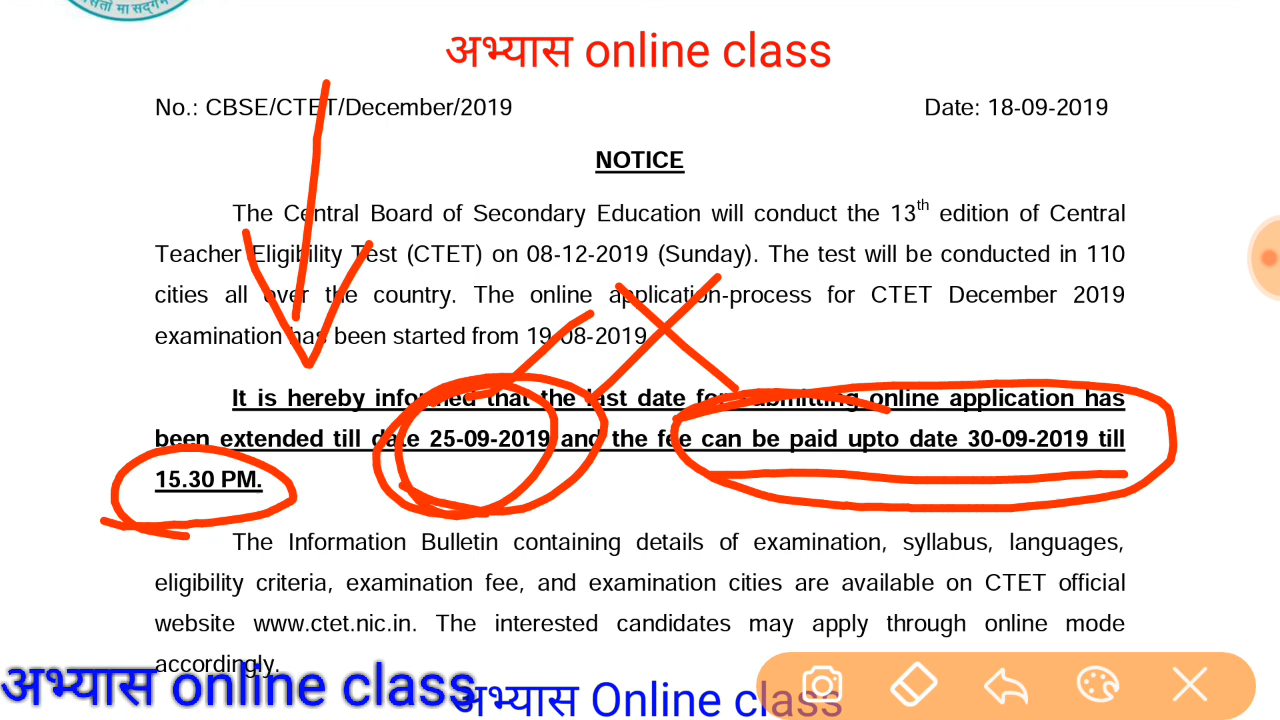 असतो मा सद्गम
अभ्यास online class
No.: CBSE/CTET/December/2019 Date: 18-09-2019
NOTICE
The Central Board of Secondary Education will conduct the 13th edition of Central
Teacher Eligibility Test (CTET) on 08-12-2019 (Sunday). The test will be conducted in 110
cities all over the country. The online application-process for CTET December 2019
examination has been started from 19-08-2019.
It is hereby informed that the last date for submitting online application has
been extended till date 25-09-2019 and the fee can be paid upto date 30-09-2019 till
15.30 PM.
The Information Bulletin containing details of examination, syllabus, languages,
eligibility criteria, examination fee, and examination cities are available on CTET official
website www.ctet.nic.in. The interested candidates may apply through online mode
accordingly.
अभ्यास online class
अभ्यास Online class